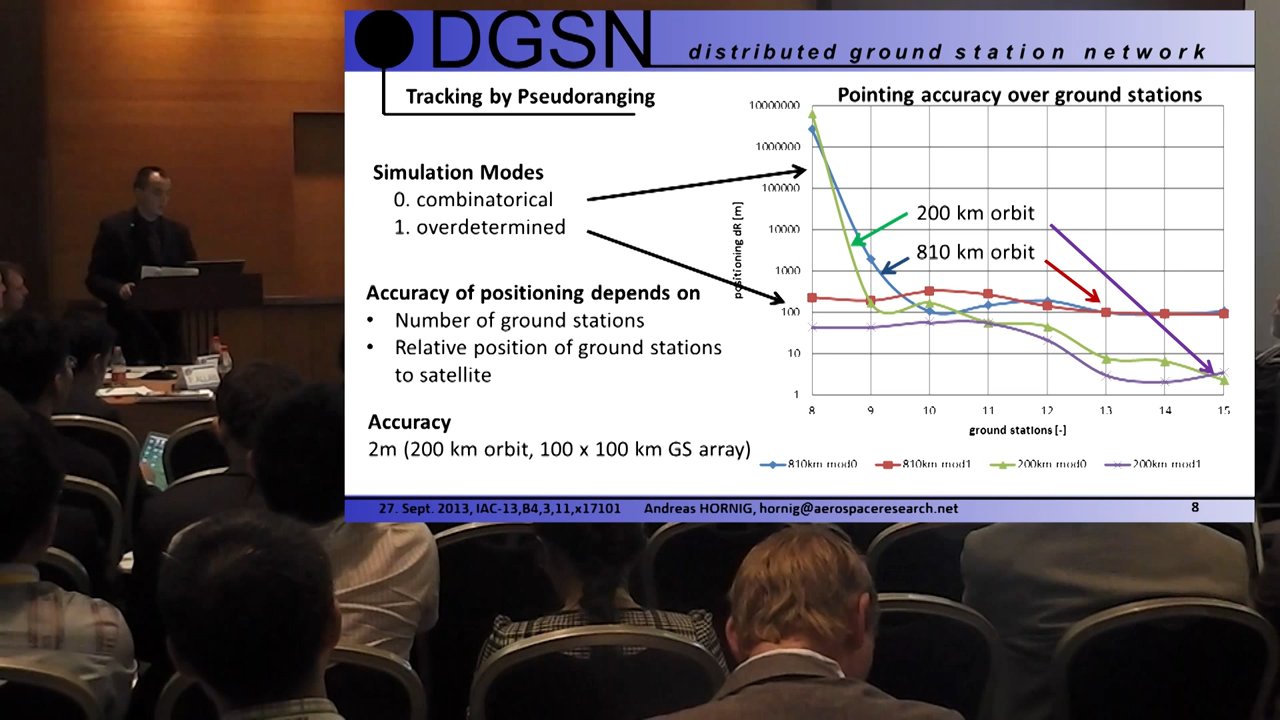 DGSN
distributed ground station network
Tracking by Pseudoranging
Simulation Modes
0. combinatorical
1. overdetermined
Accuracy of positioning depends on
• Number of ground stations
• Relative position of ground stations
to satellite
Accuracy
2m (200 km orbit, 100 x 100 km GS array)
Pointing accuracy over ground stations
positioning dR [m]
10000000
1000000
100000
10000
1000
100
10
1
200 km orbit
810 km orbit
8 9 10 11 12 13 14 15
ground stations [-]
810km mod0 810km mod1 200km mod0 200km mod1
27. Sept. 2013, IAC-13,B4,3,11,x17101 Andreas HORNIG, hornig@aerospaceresearch.net 8